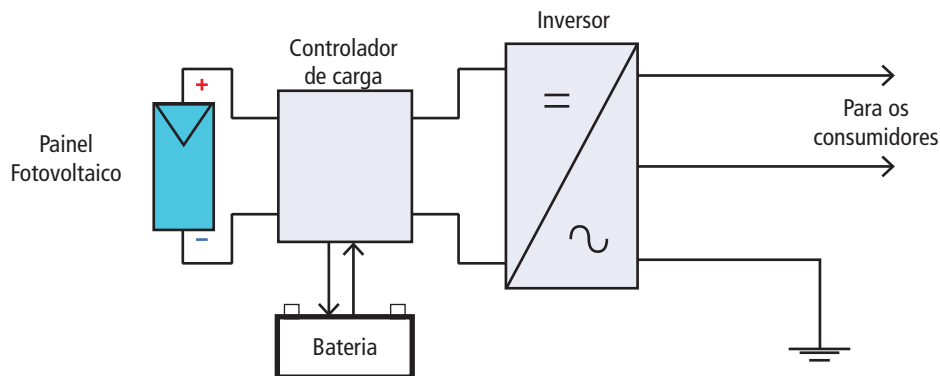 Inversor
Controlador
de carga
+
Painel
Fotovoltaico
–
=
Para os
consumidores
Bateria